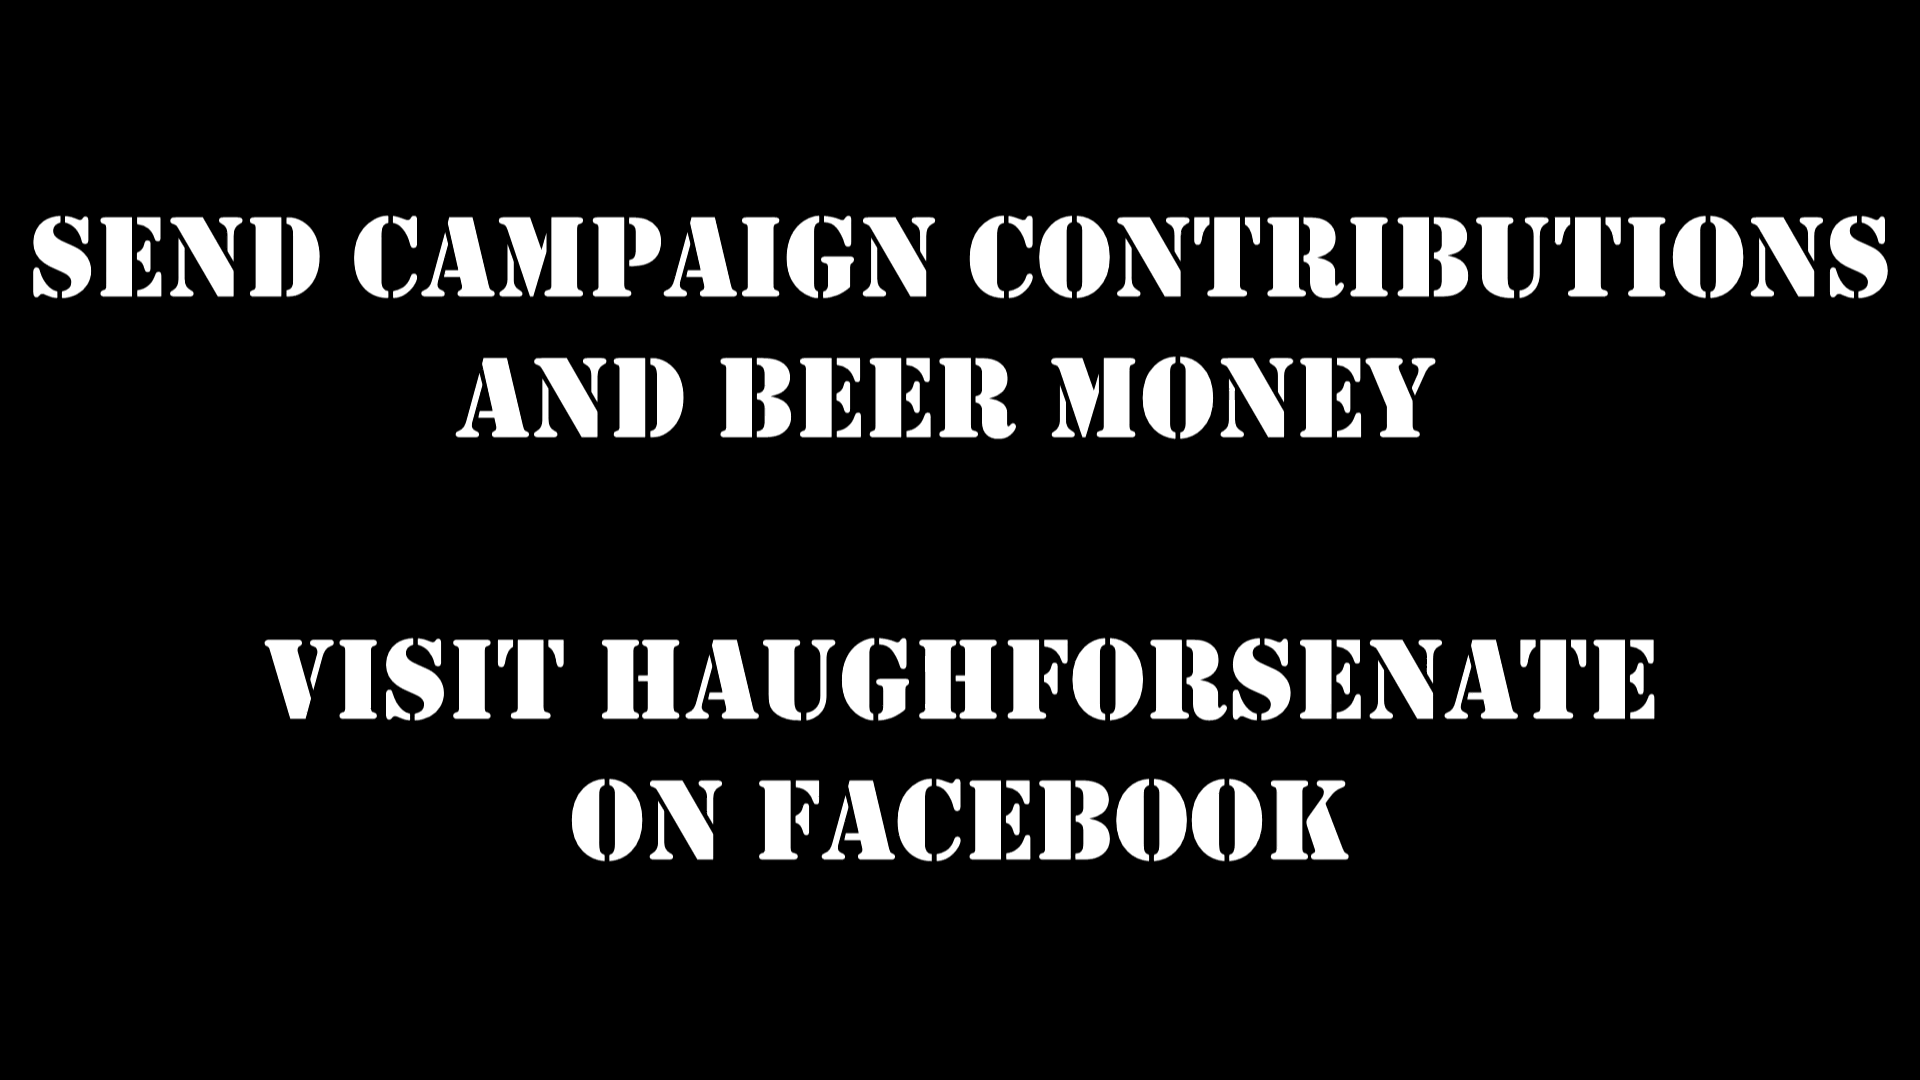 SEND CAMPAIGN CONTRIBUTIONS
AND BEER MONEY
VISIT HAUGHFORSENATE
ON FACEBOOK